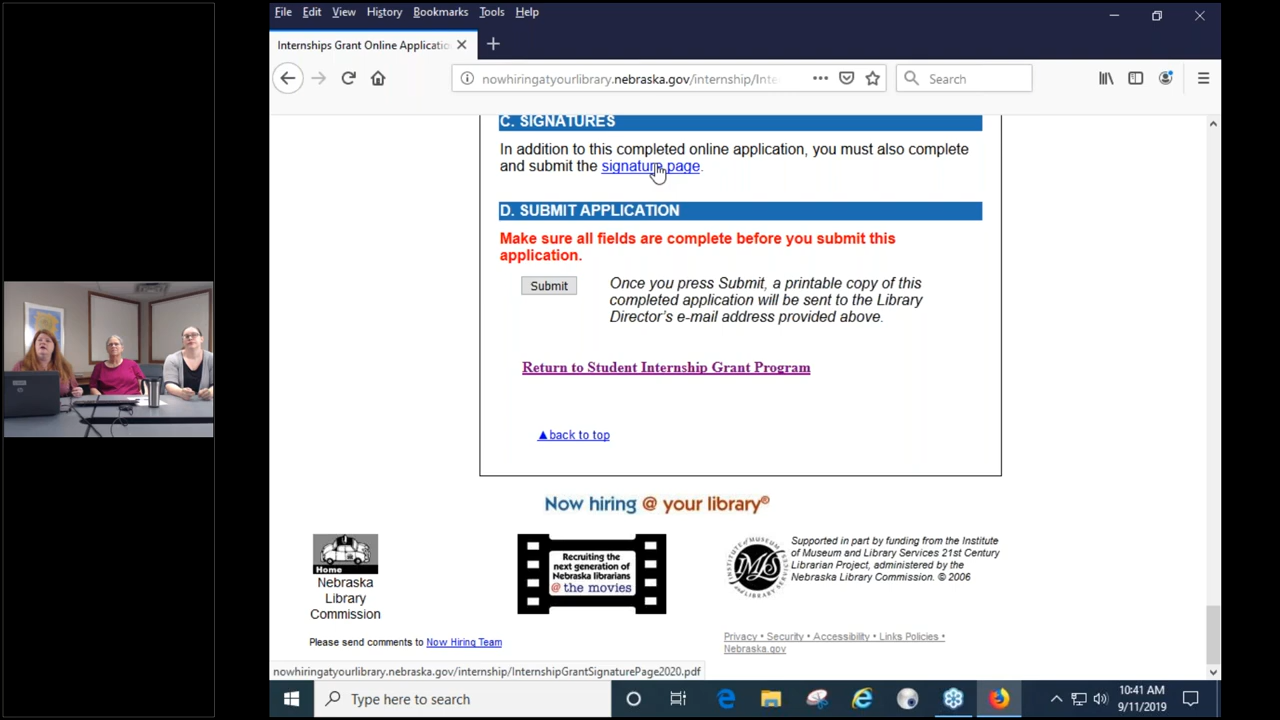 File Edit View History Bookmarks Tools Help
Internships Grant Online Applicatio
nowhiringatyourlibrary.nebraska.gov/internship/Inte
Search
C. SIGNATURES
In addition to this completed online application, you must also complete
and submit the signature page.
D. SUBMIT APPLICATION
Make sure all fields are complete before you submit this
application.
Submit
Once you press Submit, a printable copy of this
completed application will be sent to the Library
Director's e-mail address provided above.
Return to Student Internship Grant Program
▲back to top
Now hiring @ your library®
Home
Nebraska
Library
Commission
Recruiting the
next generation of
Nebraska librarians
@ the movies
Supported in part by funding from the Institute
of Museum and Library Services 21st Century
Librarian Project, administered by the
Nebraska Library Commission. © 2006
Please send comments to Now Hiring Team
Privacy • Security • Accessibility • Links Policies •
Nebraska.gov
nowhiringatyourlibrary.nebraska.gov/internship/InternshipGrantSignaturePage2020.pdf
Type here to search
10:41 AM
9/11/2019